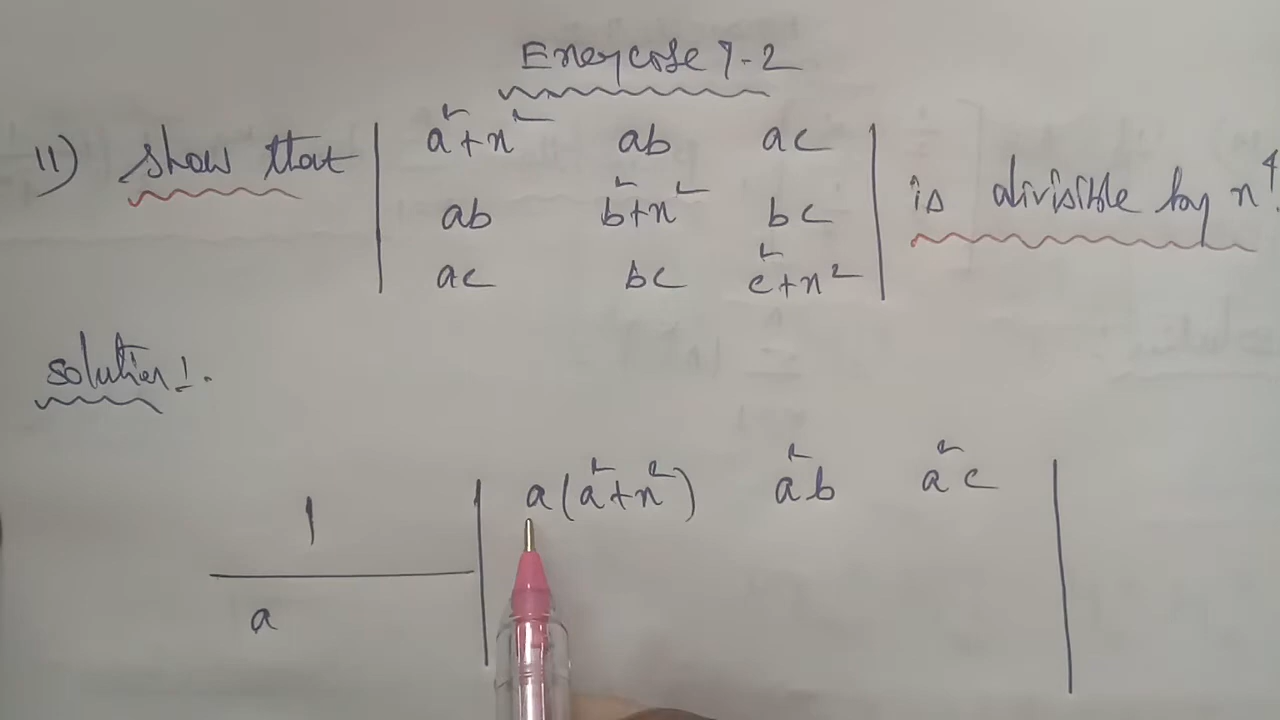 Exercise 7-2
11) show that | a²+x² ab ac | is divisible by x⁴.
| ab b²+x² bc |
| ac bc c²+x² |
solution:.
1/a | a(a²+x²) a²b a²c |